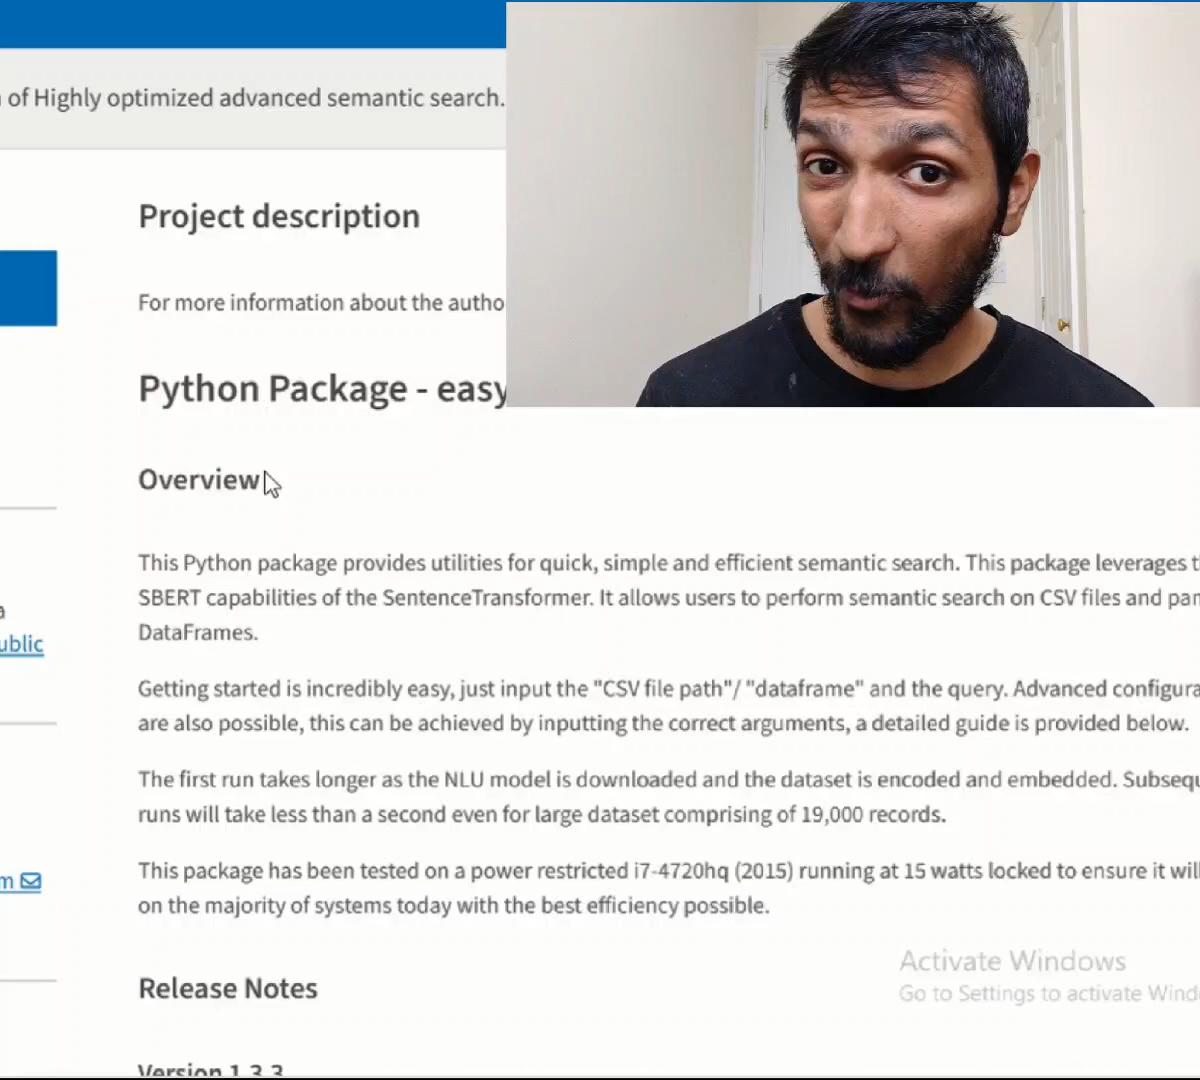 of Highly optimized advanced semantic search.
Project description
For more information about the autho
Python Package - easy
Overview
This Python package provides utilities for quick, simple and efficient semantic search. This package leverages t
SBERT capabilities of the SentenceTransformer. It allows users to perform semantic search on CSV files and pan
DataFrames.
ublic
Getting started is incredibly easy, just input the "CSV file path"/ "dataframe" and the query. Advanced configura
are also possible, this can be achieved by inputting the correct arguments, a detailed guide is provided below.
The first run takes longer as the NLU model is downloaded and the dataset is encoded and embedded. Subsequ
runs will take less than a second even for large dataset comprising of 19,000 records.
This package has been tested on a power restricted i7-4720hq (2015) running at 15 watts locked to ensure it will
m
on the majority of systems today with the best efficiency possible.
Activate Windows
Go to Settings to activate Wind
Release Notes
Version 1.3.3